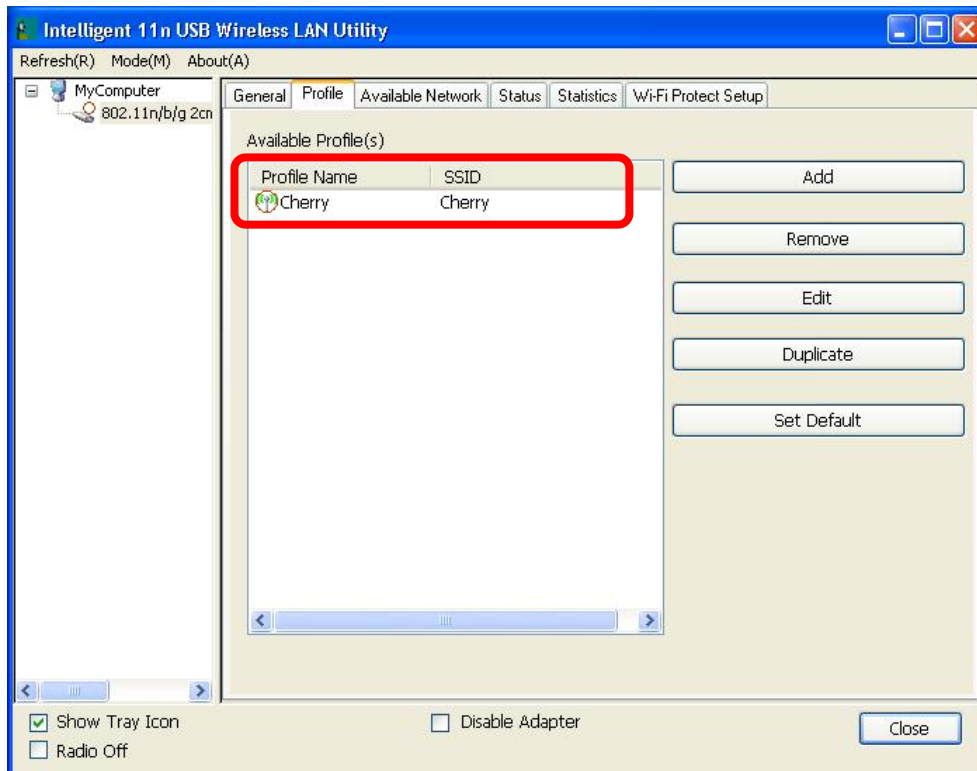 Intelligent 11n USB Wireless LAN Utility
Refresh(R) Mode(M) About(A)
MyComputer
802.11n/b/g 2cn
General Profile Available Network Status Statistics Wi-Fi Protect Setup
Available Profile(s)
Profile Name SSID
Cherry Cherry
Add
Remove
Edit
Duplicate
Set Default
Show Tray Icon Disable Adapter
Radio Off
Close